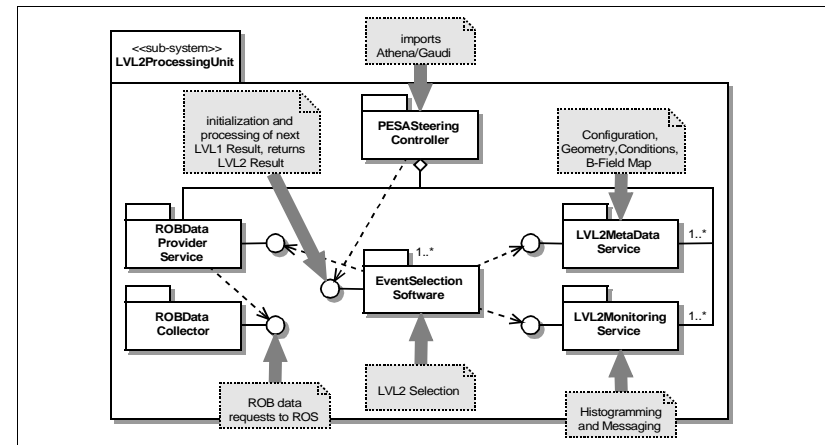 <<sub-system>>
LVL2ProcessingUnit
imports
Athena/Gaudi
initialization and
processing of next
LVL1 Result, returns
LVL2 Result
PESASteering
Controller
Configuration,
Geometry,Conditions,
B-Field Map
ROBData
Provider
Service
1..*
EventSelection
Software
LVL2MetaData
Service
1..*
ROBData
Collector
LVL2Monitoring
Service
1..*
ROB data
requests to ROS
LVL2 Selection
Histogramming
and Messaging